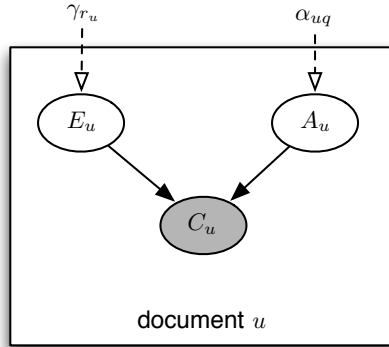 γ_{r_u} α_{uq}
E_u A_u
C_u
document u